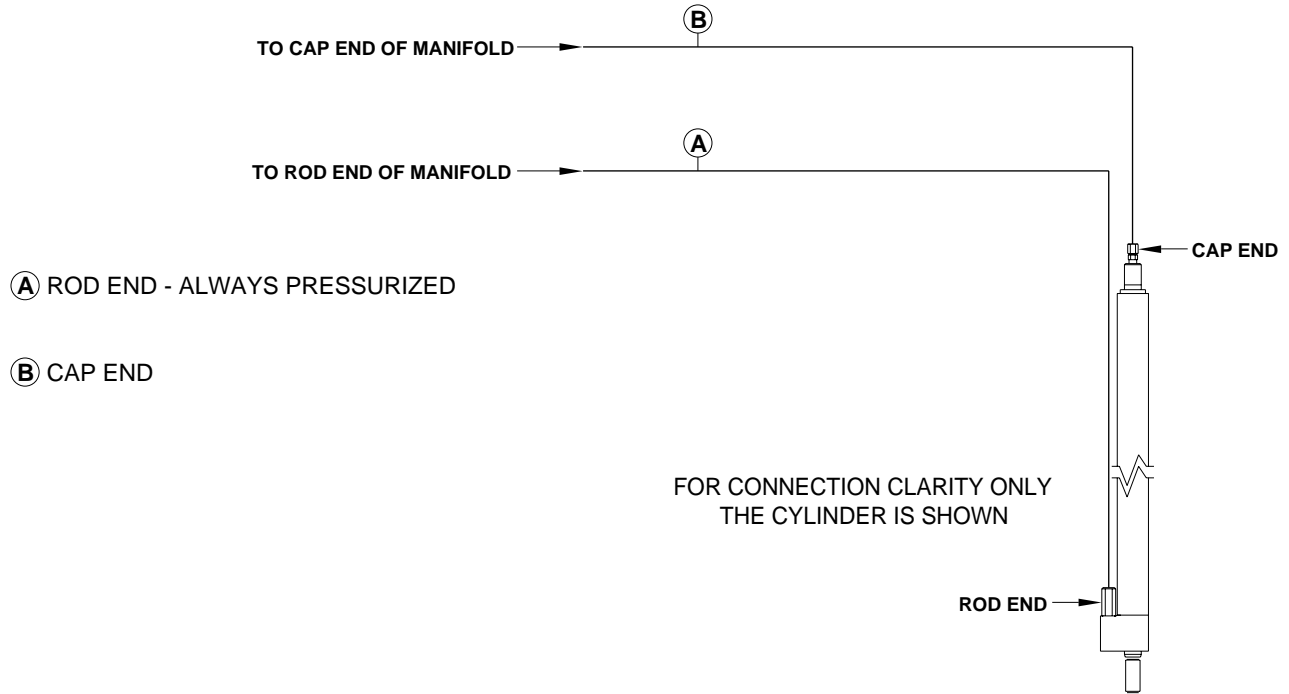 B
TO CAP END OF MANIFOLD
A
TO ROD END OF MANIFOLD
CAP END
A ROD END - ALWAYS PRESSURIZED
B CAP END
FOR CONNECTION CLARITY ONLY
THE CYLINDER IS SHOWN
ROD END